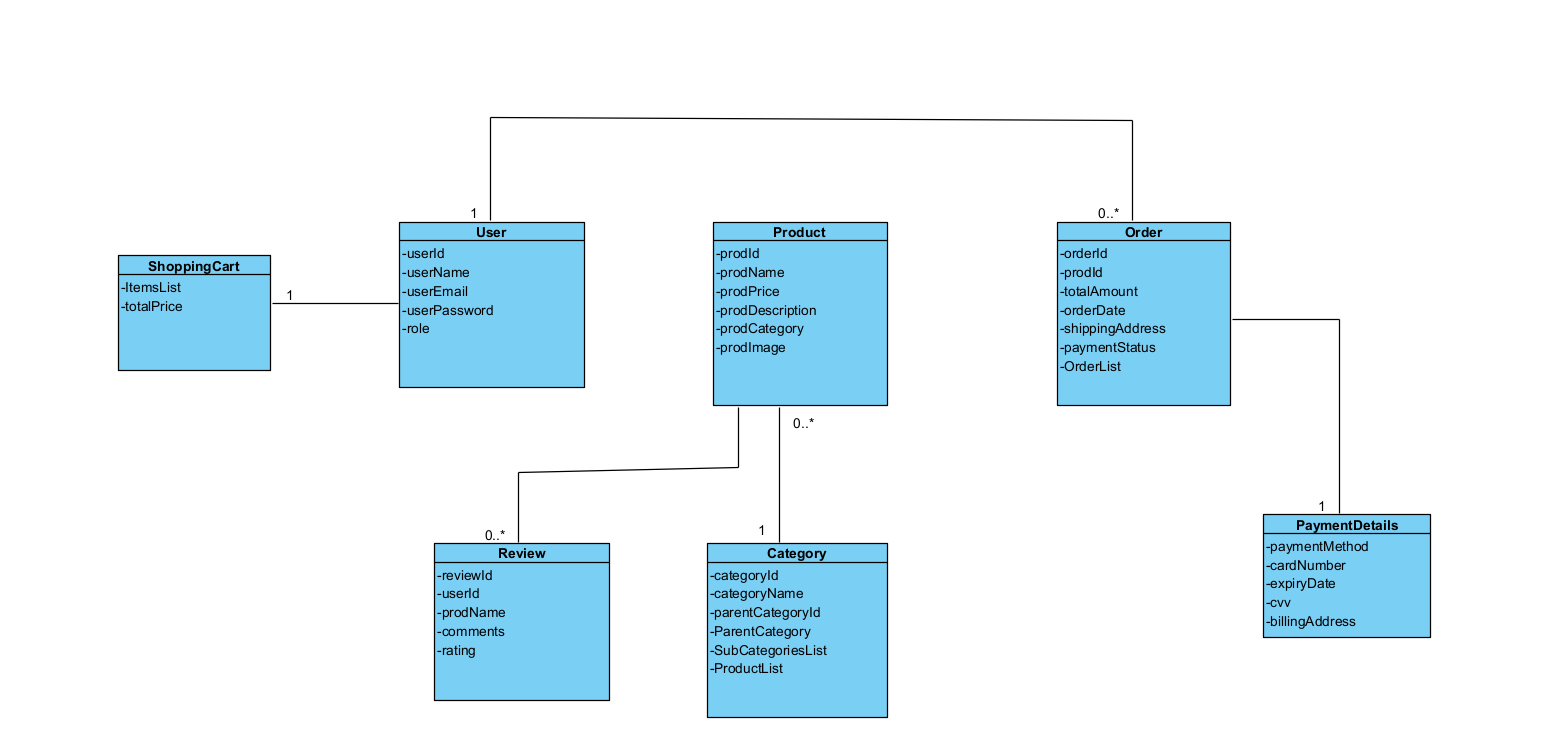 1
0..*
User
-userId
-userName
-userEmail
-userPassword
-role
Product
-prodId
-prodName
-prodPrice
-prodDescription
-prodCategory
-prodImage
Order
-orderId
-prodId
-totalAmount
-orderDate
-shippingAddress
-paymentStatus
-OrderList
ShoppingCart
-ItemsList
-totalPrice
1
0..*
1
0..*
1
Review
-reviewId
-userId
-prodName
-comments
-rating
Category
-categoryId
-categoryName
-parentCategoryId
-ParentCategory
-SubCategoriesList
-ProductList
PaymentDetails
-paymentMethod
-cardNumber
-expiryDate
-cvv
-billingAddress